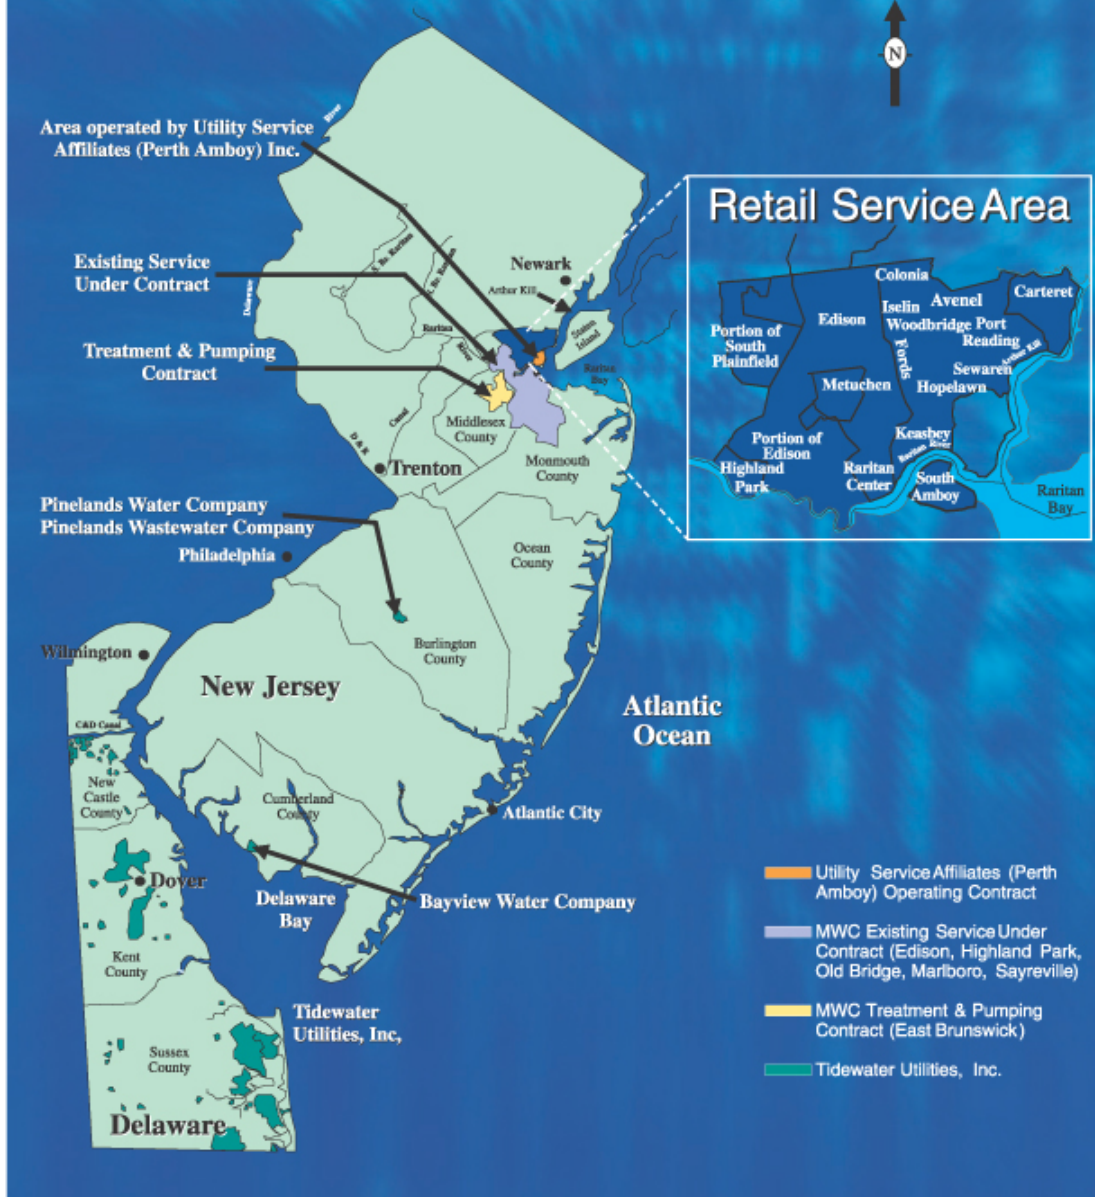 N
River
Area operated by Utility Service
Affiliates (Perth Amboy) Inc.
Existing Service
Under Contract
Treatment & Pumping
Contract
Delaware
S. Br. Raritan
Raritan
River
Newark
Arthur Kill
Staten
Island
Raritan
Bay
Middlesex
County
Monmouth
County
Canal
D & R
Trenton
Pinelands Water Company
Pinelands Wastewater Company
Philadelphia
Ocean
County
Burlington
County
Wilmington
New Jersey
Atlantic
Ocean
C&D Canal
New
Castle
County
Cumberland
County
Atlantic City
Dover
Delaware
Bay
Bayview Water Company
Kent
County
Tidewater
Utilities, Inc,
Sussex
County
Delaware
Retail Service Area
Colonia
Carteret
Iselin
Avenel
Edison
Woodbridge
Port
Reading
Portion of
South
Plainfield
Fords
Arthur Kill
Sewaren
Metuchen
Hopelawn
Keasbey
Portion of
Edison
Raritan River
Highland
Park
Raritan
Center
South
Amboy
Raritan
Bay
Utility Service Affiliates (Perth
Amboy) Operating Contract
MWC Existing Service Under
Contract (Edison, Highland Park,
Old Bridge, Marlboro, Sayreville)
MWC Treatment & Pumping
Contract (East Brunswick)
Tidewater Utilities, Inc.